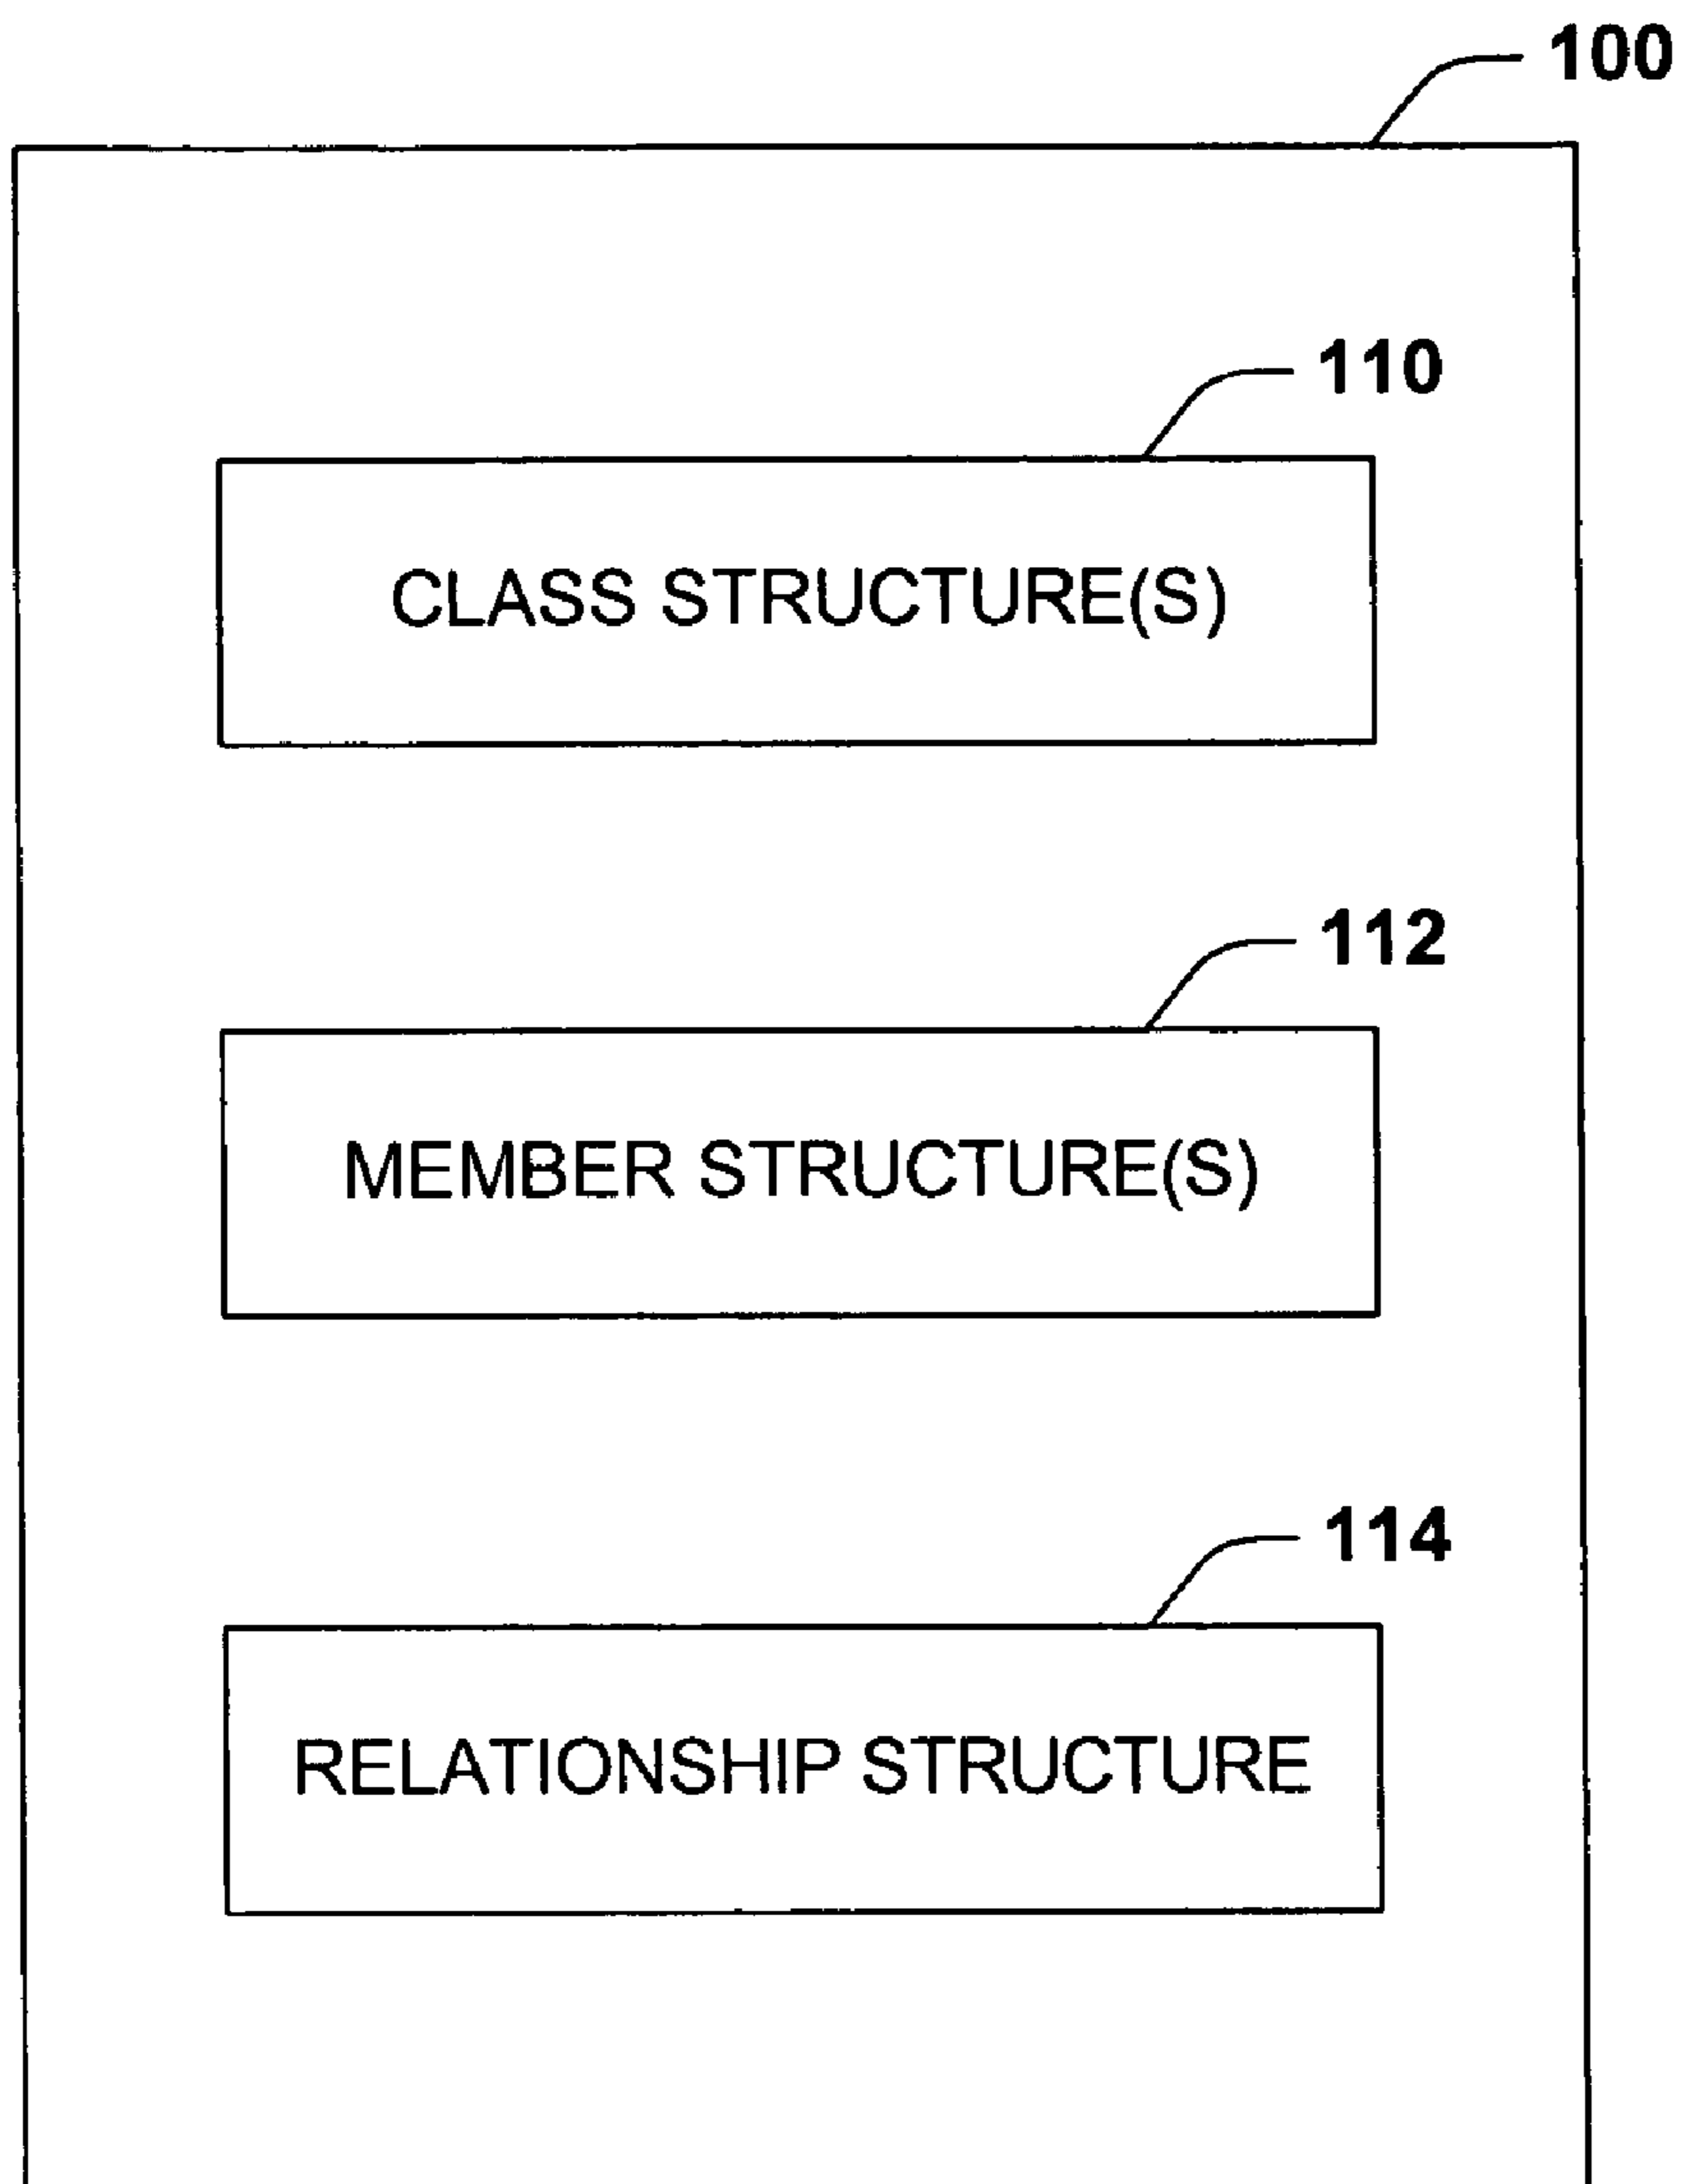 100
110
CLASS STRUCTURE(S)
112
MEMBER STRUCTURE(S)
114
RELATIONSHIP STRUCTURE